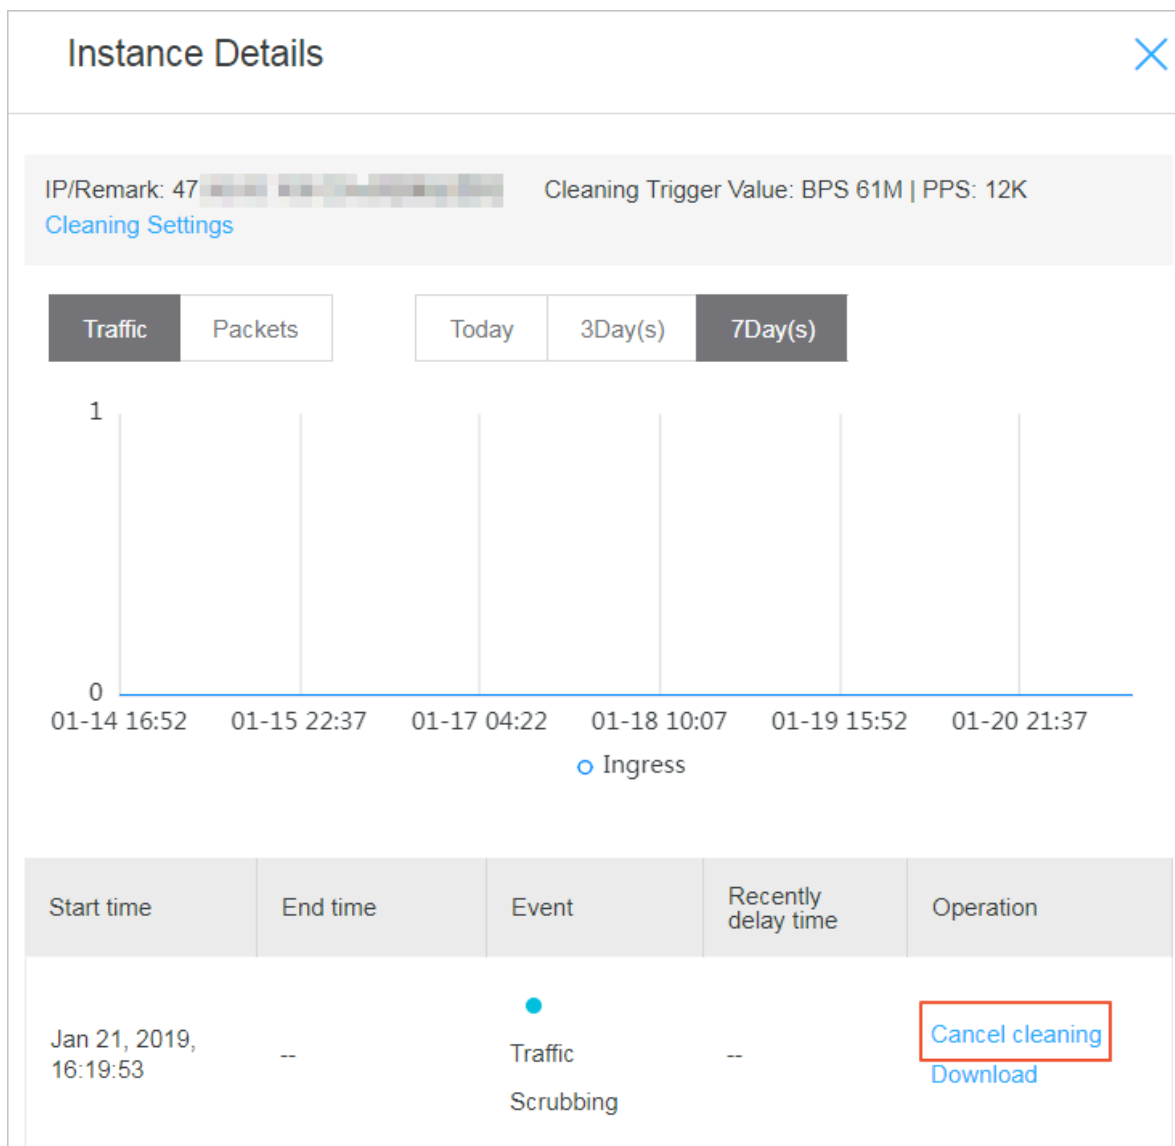 Instance Details
IP/Remark: 47
Cleaning Trigger Value: BPS 61M | PPS: 12K
Cleaning Settings
Traffic
Packets
Today
3Day(s)
7Day(s)
1
0
01-14 16:52
01-15 22:37
01-17 04:22
01-18 10:07
01-19 15:52
01-20 21:37
Ingress
Start time
End time
Event
Recently
delay time
Operation
Jan 21, 2019,
16:19:53
--
Traffic
Scrubbing
--
Cancel cleaning
Download